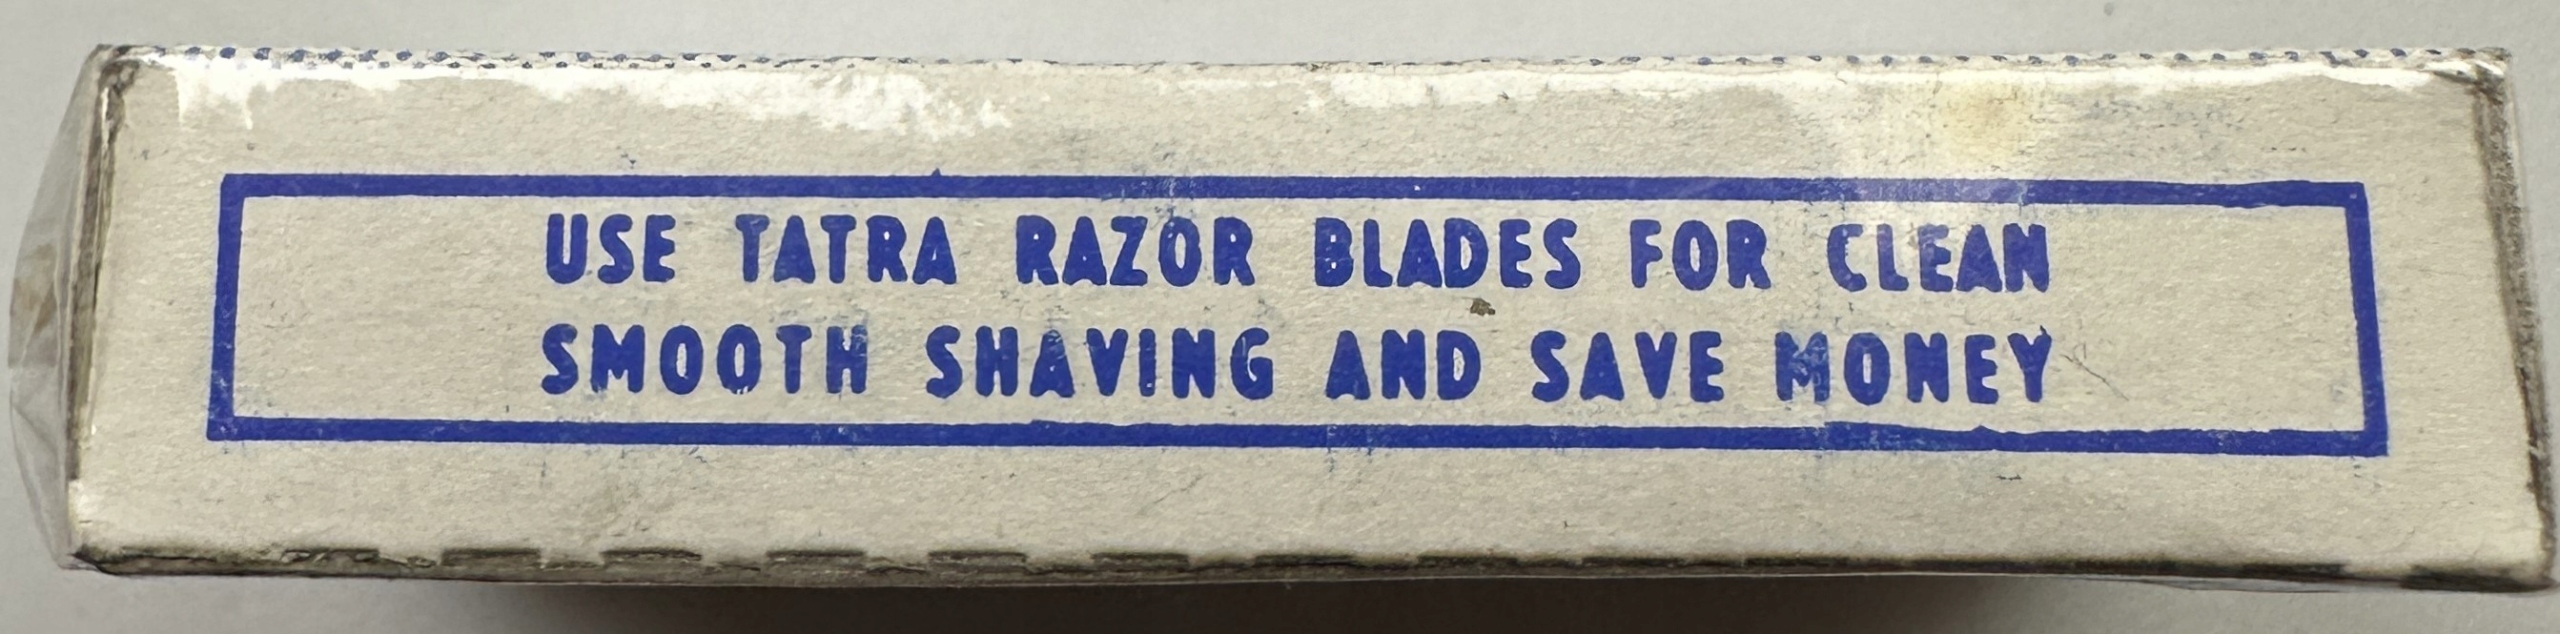 USE TATRA RAZOR BLADES FOR CLEAN
SMOOTH SHAVING AND SAVE MONEY